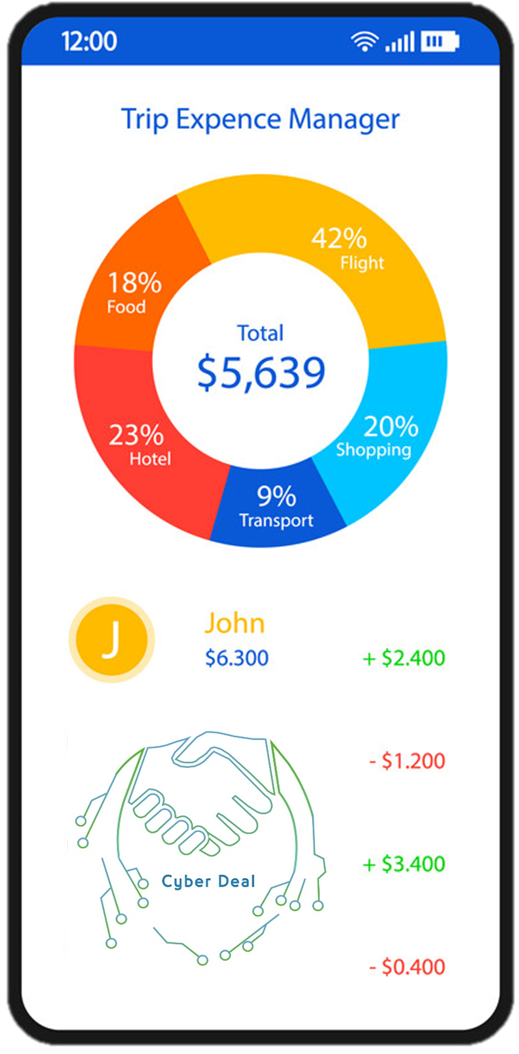 12:00
Trip Expence Manager
42%
Flight
18%
Food
Total
$5,639
20%
Shopping
23%
Hotel
9%
Transport
J
John
$6.300
+ $2.400
- $1.200
+ $3.400
Cyber Deal
- $0.400